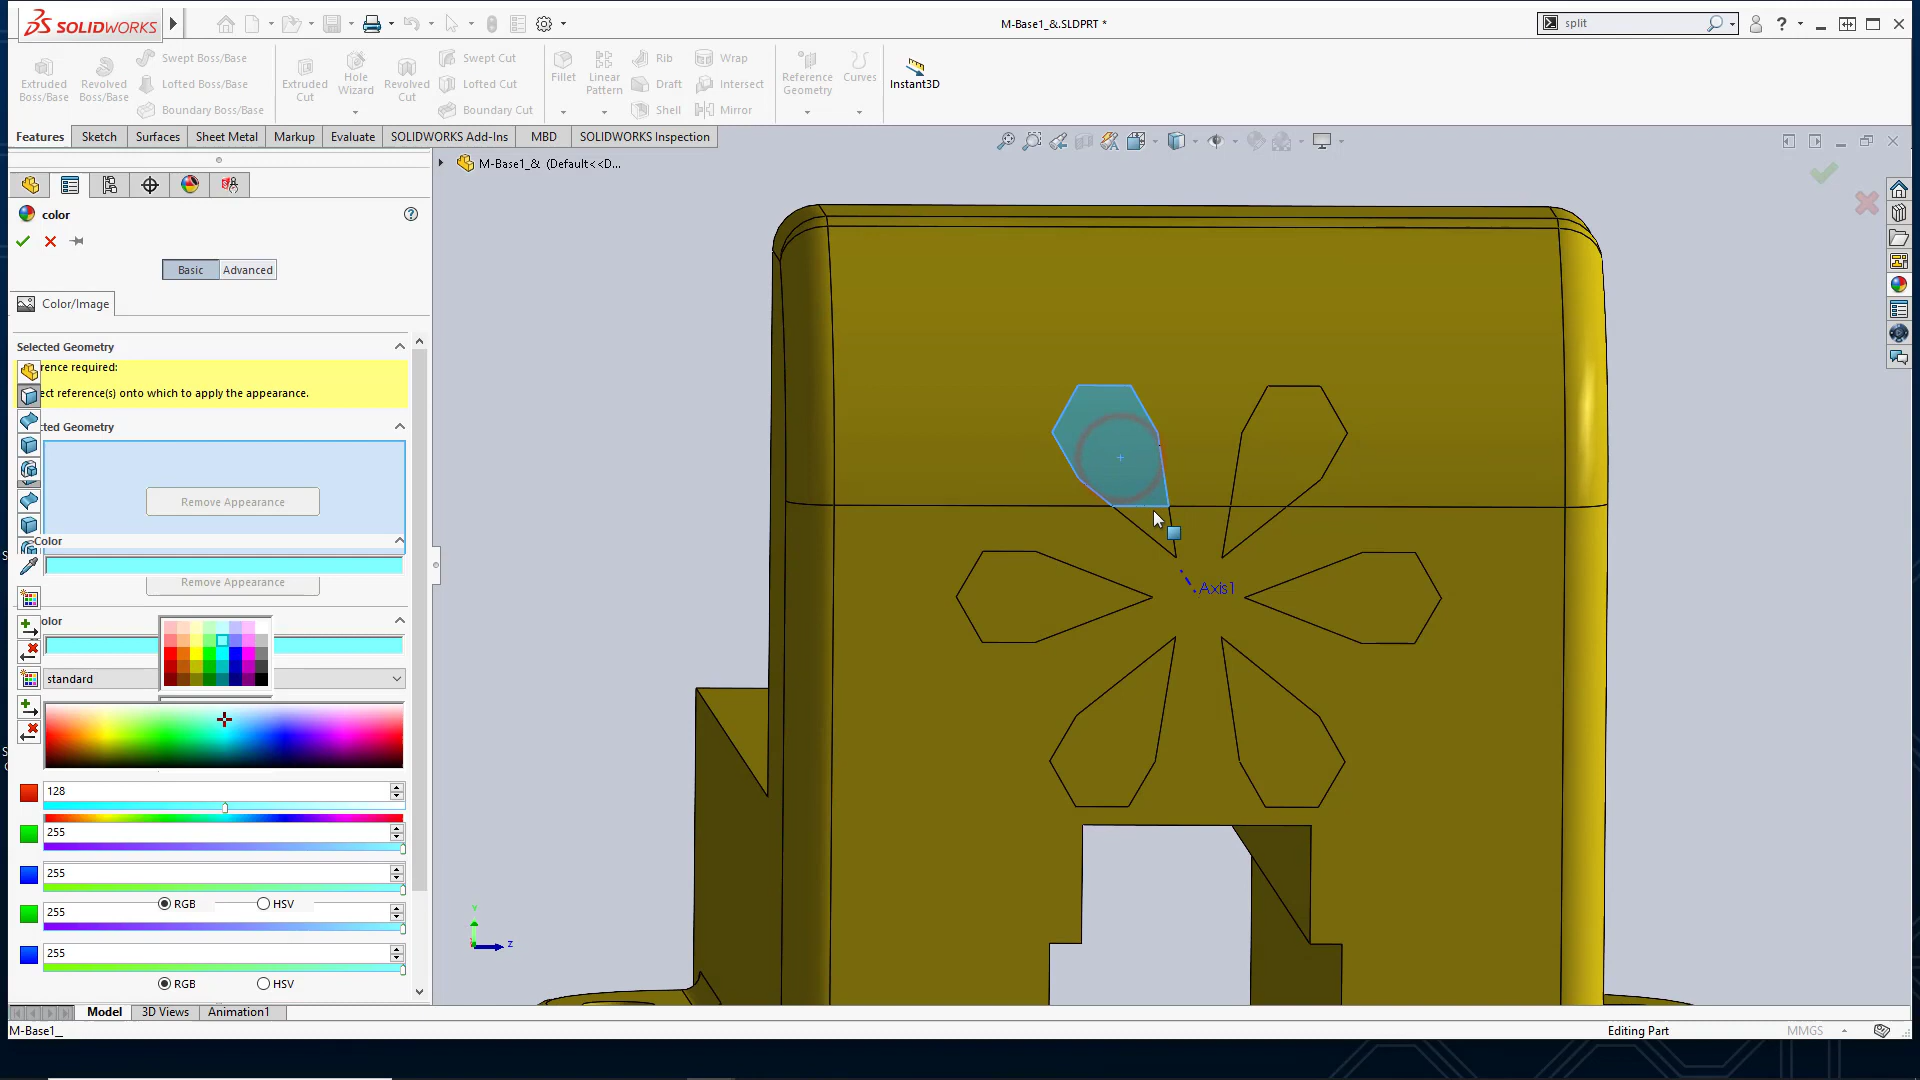 SOLIDWORKS
M-Base1_&.SLDPRT *
split
Extruded Boss/Base
Revolved Boss/Base
Swept Boss/Base
Lofted Boss/Base
Boundary Boss/Base
Extruded Cut
Hole Wizard
Revolved Cut
Swept Cut
Lofted Cut
Boundary Cut
Fillet
Linear Pattern
Rib
Draft
Shell
Wrap
Intersect
Mirror
Reference Geometry
Curves
Instant3D
Features
Sketch
Surfaces
Sheet Metal
Markup
Evaluate
SOLIDWORKS Add-Ins
MBD
SOLIDWORKS Inspection
M-Base1_& (Default<<D...
color
Basic
Advanced
Color/Image
Selected Geometry
rence required:
ect reference(s) onto which to apply the appearance.
cted Geometry
Remove Appearance
Color
Remove Appearance
olor
standard
128
255
255
RGB
HSV
255
255
RGB
HSV
Axis1
Y
Z
Model
3D Views
Animation1
M-Base1_
Editing Part
MMGS